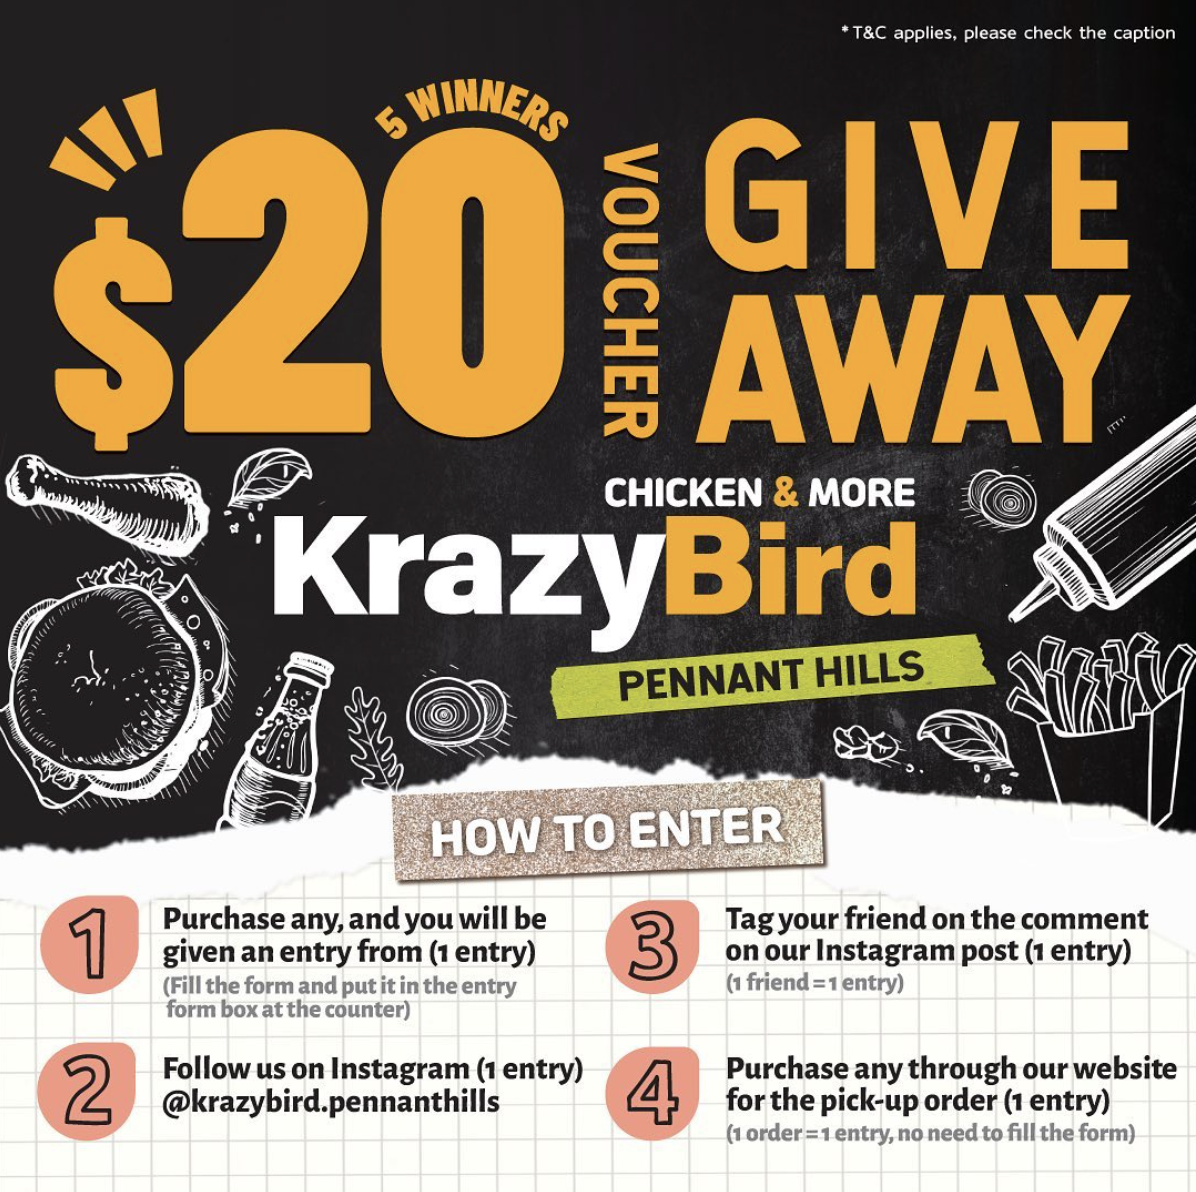 * T&C applies, please check the caption
5 WINNERS
$20
VOUCHER
GIVE
AWAY
CHICKEN & MORE
KrazyBird
PENNANT HILLS
HOW TO ENTER
1
Purchase any, and you will be
given an entry from (1 entry)
(Fill the form and put it in the entry
form box at the counter)
2
Follow us on Instagram (1 entry)
@krazybird.pennanthills
3
Tag your friend on the comment
on our Instagram post (1 entry)
(1 friend = 1 entry)
4
Purchase any through our website
for the pick-up order (1 entry)
(1 order = 1 entry, no need to fill the form)